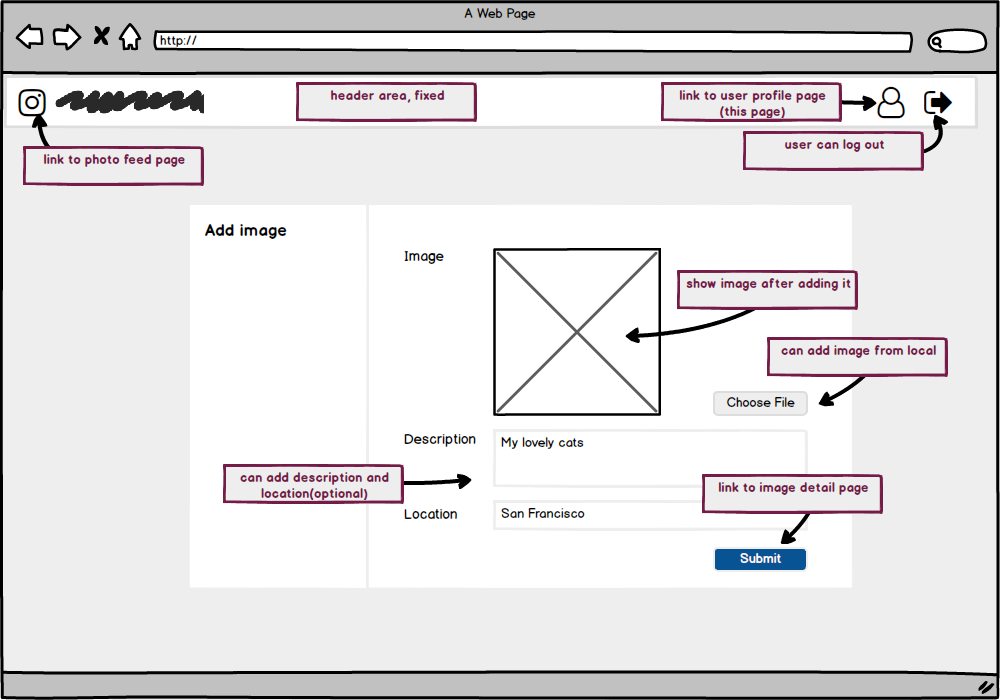 A Web Page
http://
header area, fixed
link to user profile page
(this page)
link to photo feed page
user can log out
Add image
Image
show image after adding it
can add image from local
Choose File
Description
My lovely cats
can add description and
location(optional)
link to image detail page
Location
San Francisco
Submit